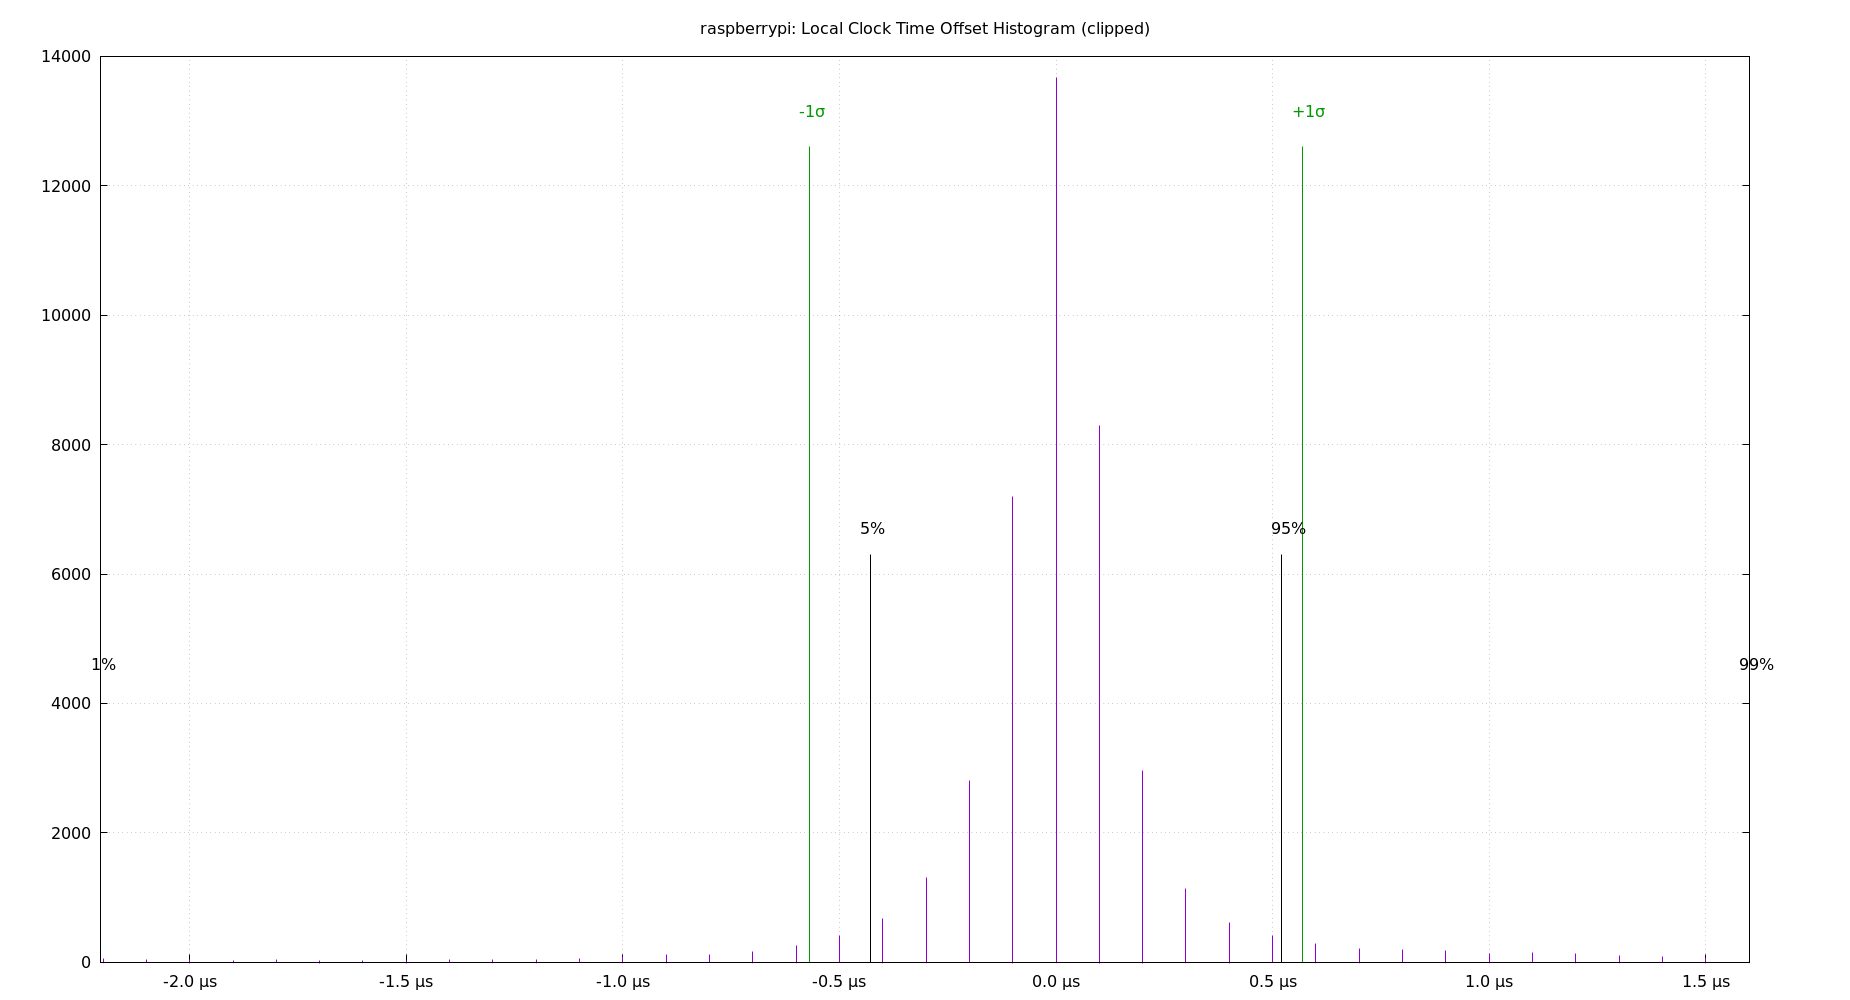 raspberrypi: Local Clock Time Offset Histogram (clipped)
14000
-1σ
+1σ
12000
10000
8000
5%
95%
6000
1%
99%
4000
2000
0
-2.0 µs
-1.5 µs
-1.0 µs
-0.5 µs
0.0 µs
0.5 µs
1.0 µs
1.5 µs